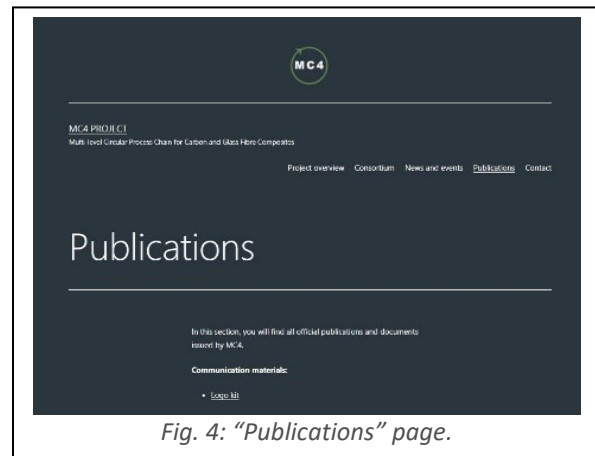 MC4
MC4 PROJECT
Multi-level Circular Process Chain for Carbon and Glass Fibre Composites
Project overview Consortium News and events Publications Contact
Publications
In this section, you will find all official publications and documents
issued by MC4.
Communication materials:
• Logo kit
Fig. 4: “Publications” page.